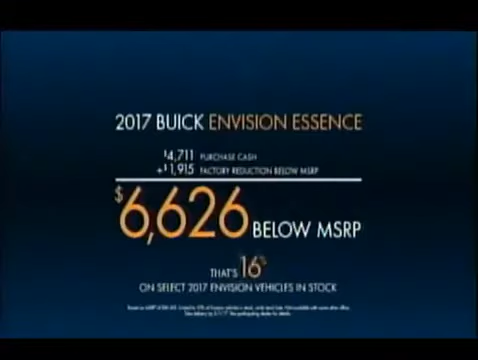 2017 BUICK ENVISION ESSENCE
$4,711 PURCHASE CASH
+$1,915 FACTORY REDUCTION BELOW MSRP
$6,626 BELOW MSRP
THAT'S 16%
ON SELECT 2017 ENVISION VEHICLES IN STOCK